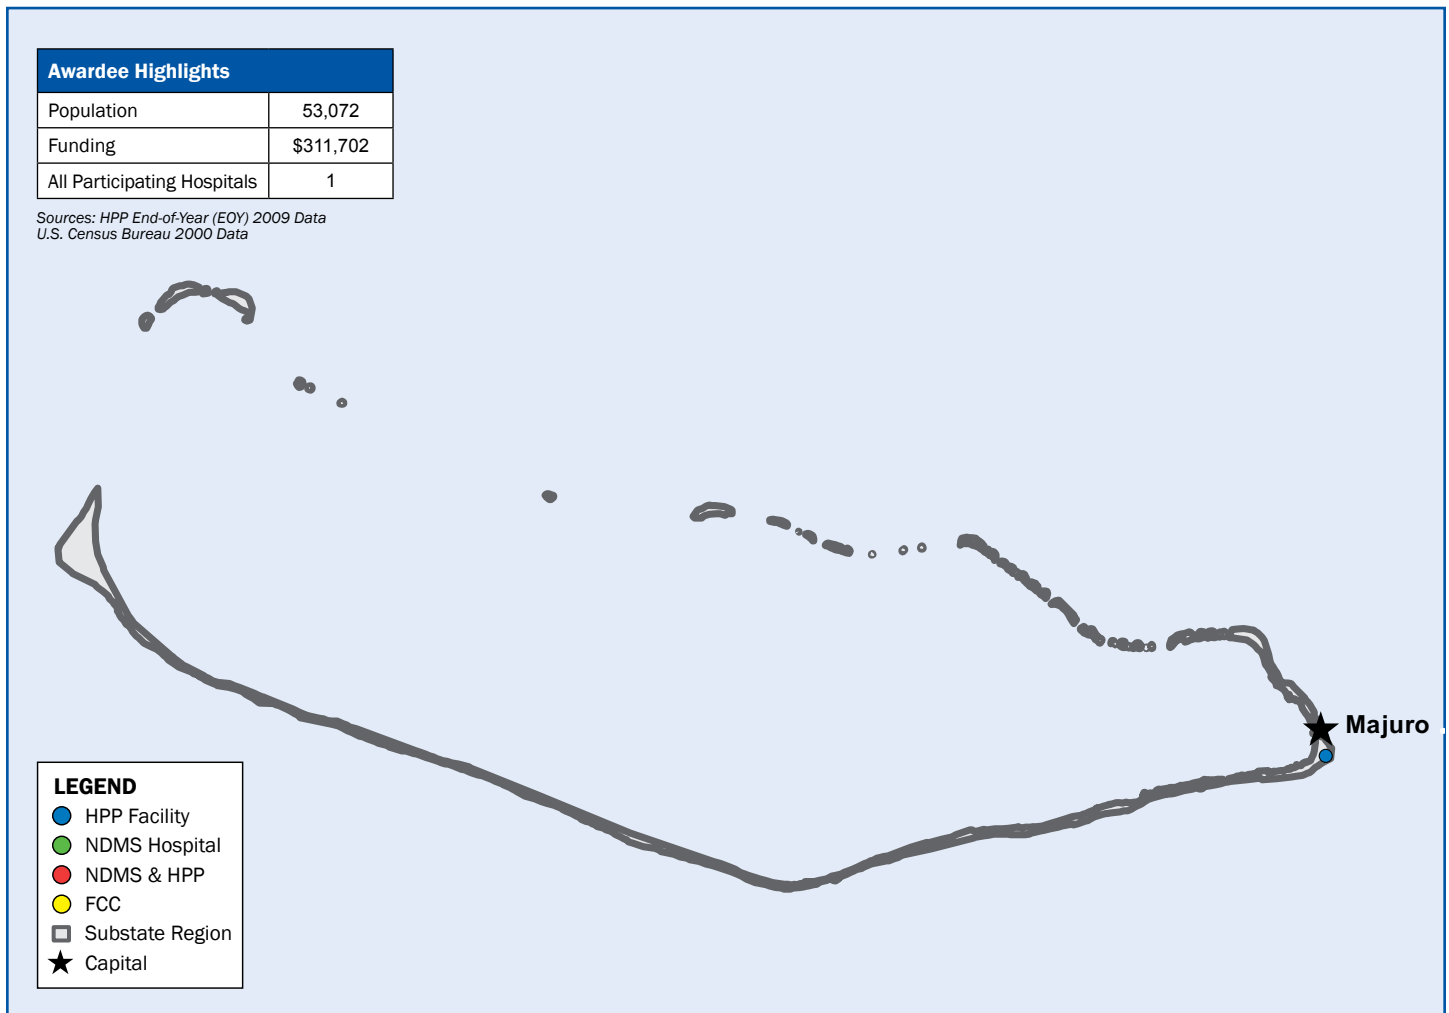 Awardee Highlights
Population 53,072
Funding $311,702
All Participating Hospitals 1
Sources: HPP End-of-Year (EOY) 2009 Data
U.S. Census Bureau 2000 Data
Majuro
LEGEND
HPP Facility
NDMS Hospital
NDMS & HPP
FCC
Substate Region
Capital